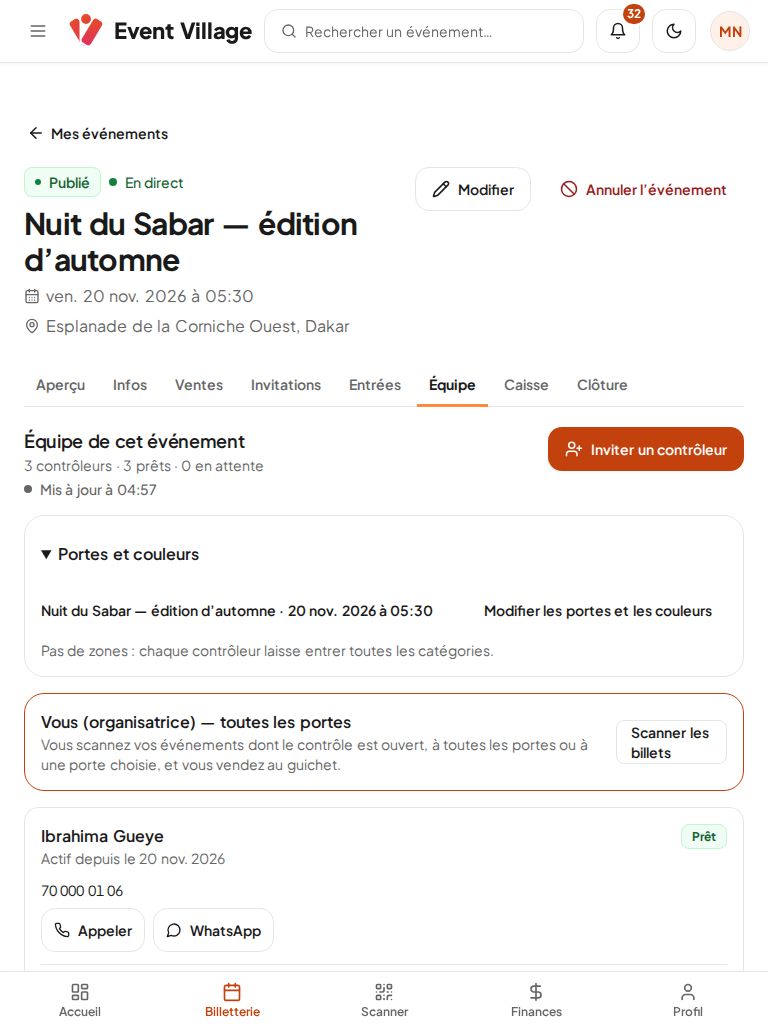 Event Village
Rechercher un événement…
32
MN
Mes événements
Publié
En direct
Modifier
Annuler l’événement
Nuit du Sabar — édition
d’automne
ven. 20 nov. 2026 à 05:30
Esplanade de la Corniche Ouest, Dakar
Aperçu
Infos
Ventes
Invitations
Entrées
Équipe
Caisse
Clôture
Équipe de cet événement
3 contrôleurs · 3 prêts · 0 en attente
Mis à jour à 04:57
Inviter un contrôleur
Portes et couleurs
Nuit du Sabar — édition d’automne · 20 nov. 2026 à 05:30
Modifier les portes et les couleurs
Pas de zones : chaque contrôleur laisse entrer toutes les catégories.
Vous (organisatrice) — toutes les portes
Vous scannez vos événements dont le contrôle est ouvert, à toutes les portes ou à
une porte choisie, et vous vendez au guichet.
Scanner les
billets
Ibrahima Gueye
Prêt
Actif depuis le 20 nov. 2026
70 000 01 06
Appeler
WhatsApp
Accueil
Billetterie
Scanner
Finances
Profil